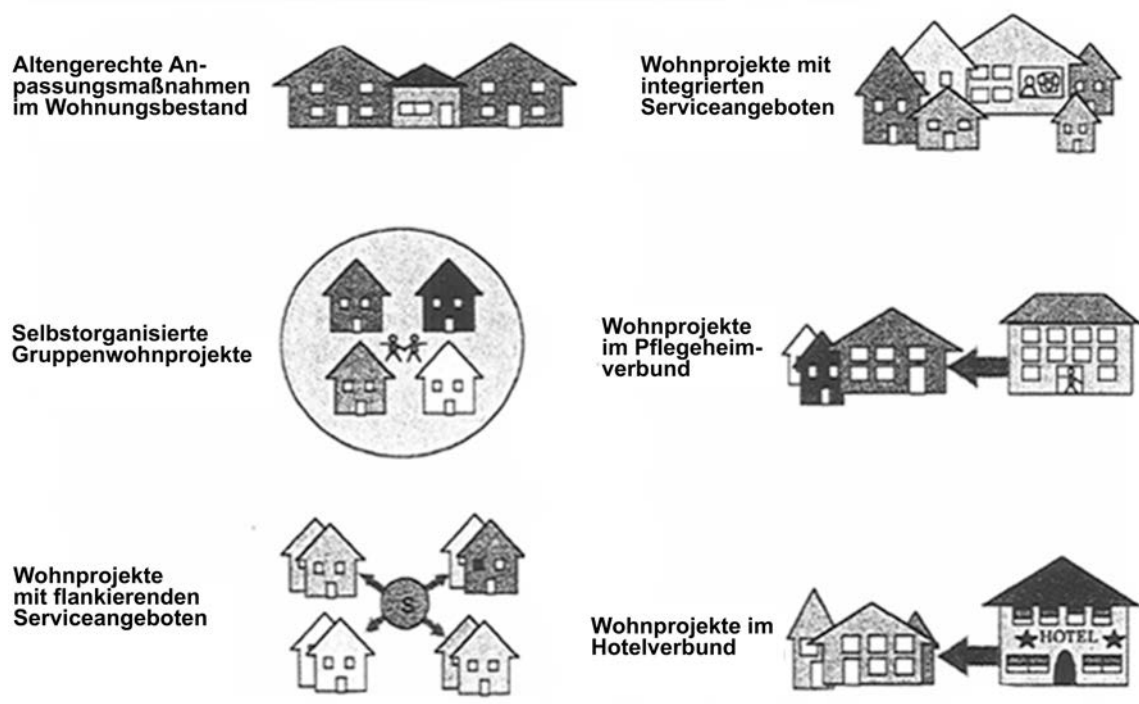 Altengerechte An-
passungsmaßnahmen
im Wohnungsbestand
Selbstorganisierte
Gruppenwohnprojekte
Wohnprojekte
mit flankierenden
Serviceangeboten
S
Wohnprojekte mit
integrierten
Serviceangeboten
Wohnprojekte
im Pflegeheim-
verbund
Wohnprojekte im
Hotelverbund
HOTEL